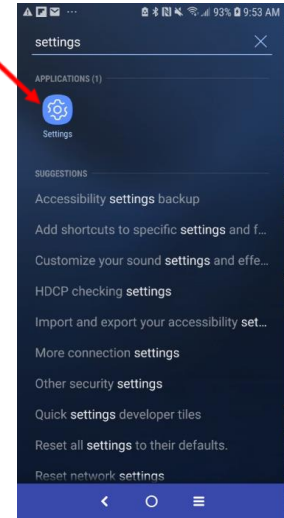 93% 9:53 AM
settings
APPLICATIONS (1)
Settings
SUGGESTIONS
Accessibility settings backup
Add shortcuts to specific settings and f...
Customize your sound settings and effe...
HDCP checking settings
Import and export your accessibility set...
More connection settings
Other security settings
Quick settings developer tiles
Reset all settings to their defaults.
Reset network settings